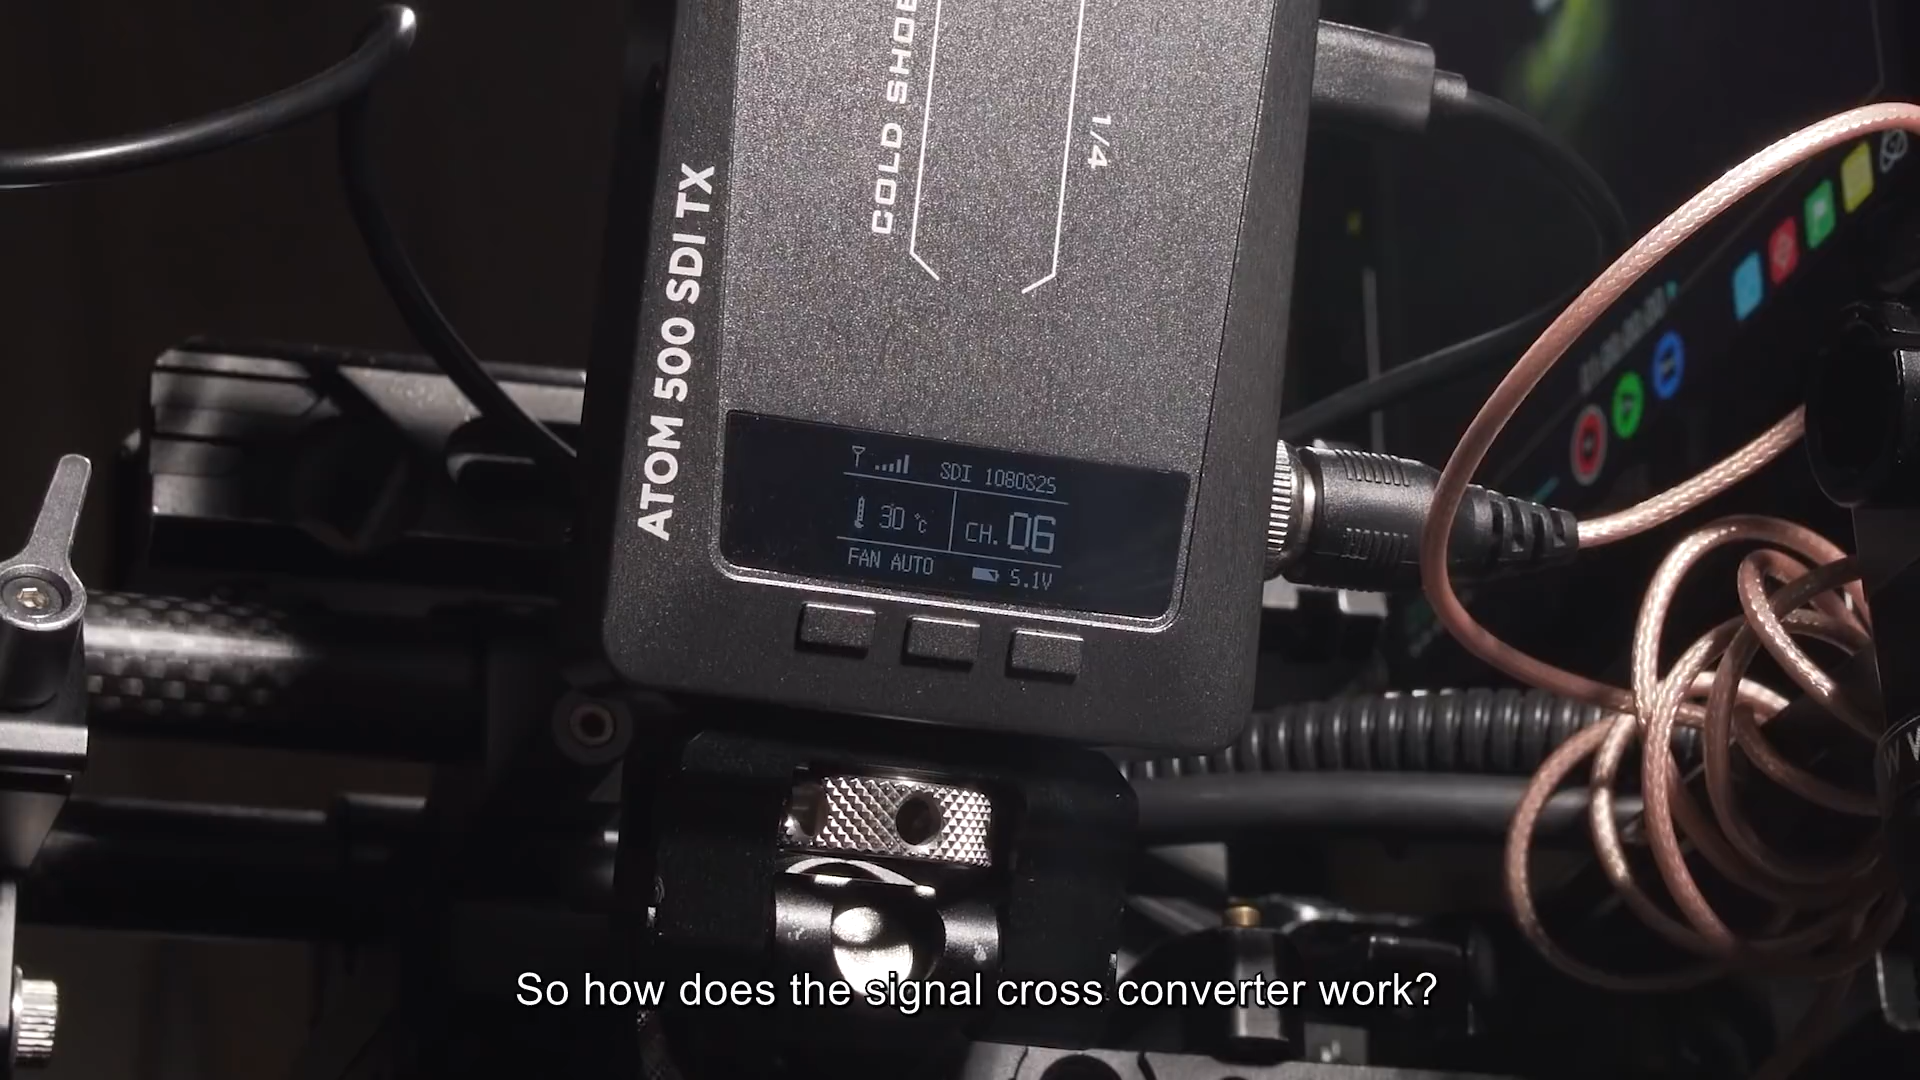 COLD SHOE
1/4
ATOM 500 SDI TX
SDI 1080S25
30 °C
CH. 06
FAN AUTO
5.1V
So how does the signal cross converter work?